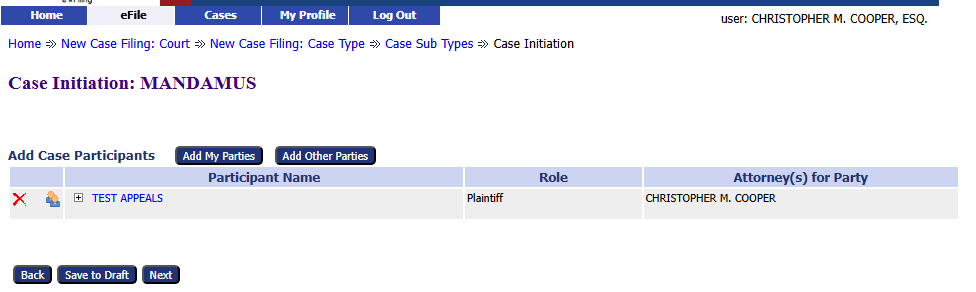 Home eFile Cases My Profile Log Out
user: CHRISTOPHER M. COOPER, ESQ.
Home New Case Filing: Court New Case Filing: Case Type Case Sub Types Case Initiation
Case Initiation: MANDAMUS
Add Case Participants Add My Parties Add Other Parties
Participant Name Role Attorney(s) for Party
TEST APPEALS Plaintiff CHRISTOPHER M. COOPER
Back Save to Draft Next